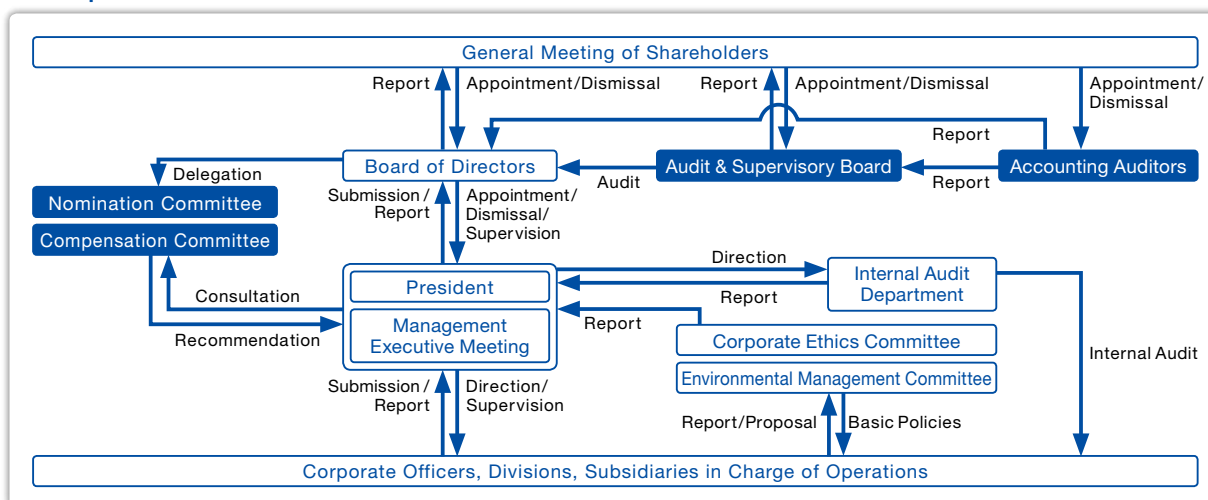 General Meeting of Shareholders
Report
Appointment/Dismissal
Report
Appointment/Dismissal
Appointment/
Dismissal
Report
Board of Directors
Audit
Audit & Supervisory Board
Report
Accounting Auditors
Delegation
Nomination Committee
Compensation Committee
Submission /
Report
Appointment/
Dismissal/
Supervision
Direction
President
Report
Internal Audit
Department
Consultation
Recommendation
Management
Executive Meeting
Report
Corporate Ethics Committee
Environmental Management Committee
Internal Audit
Submission /
Report
Direction/
Supervision
Report/Proposal
Basic Policies
Corporate Officers, Divisions, Subsidiaries in Charge of Operations